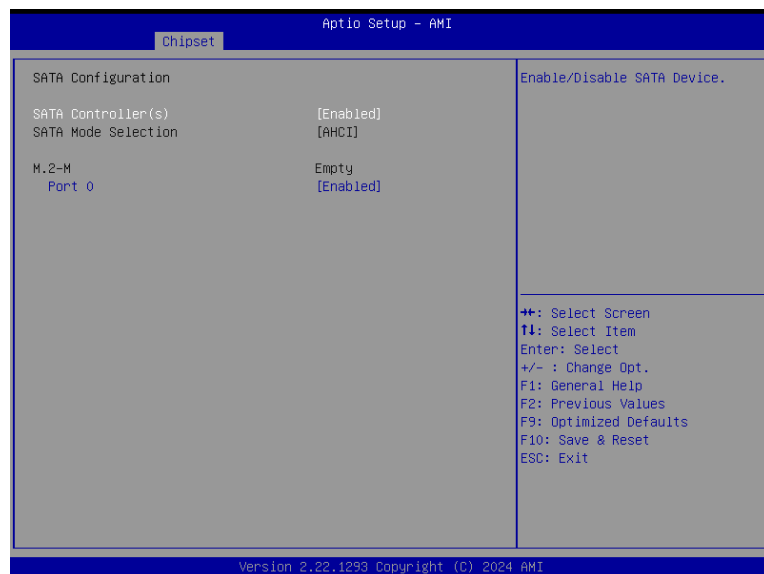 Aptio Setup – AMI
Chipset
SATA Configuration
SATA Controller(s) [Enabled]
SATA Mode Selection [AHCI]
M.2-M Empty
Port 0 [Enabled]
Enable/Disable SATA Device.
→←: Select Screen
↑↓: Select Item
Enter: Select
+/- : Change Opt.
F1: General Help
F2: Previous Values
F9: Optimized Defaults
F10: Save & Reset
ESC: Exit
Version 2.22.1293 Copyright (C) 2024 AMI